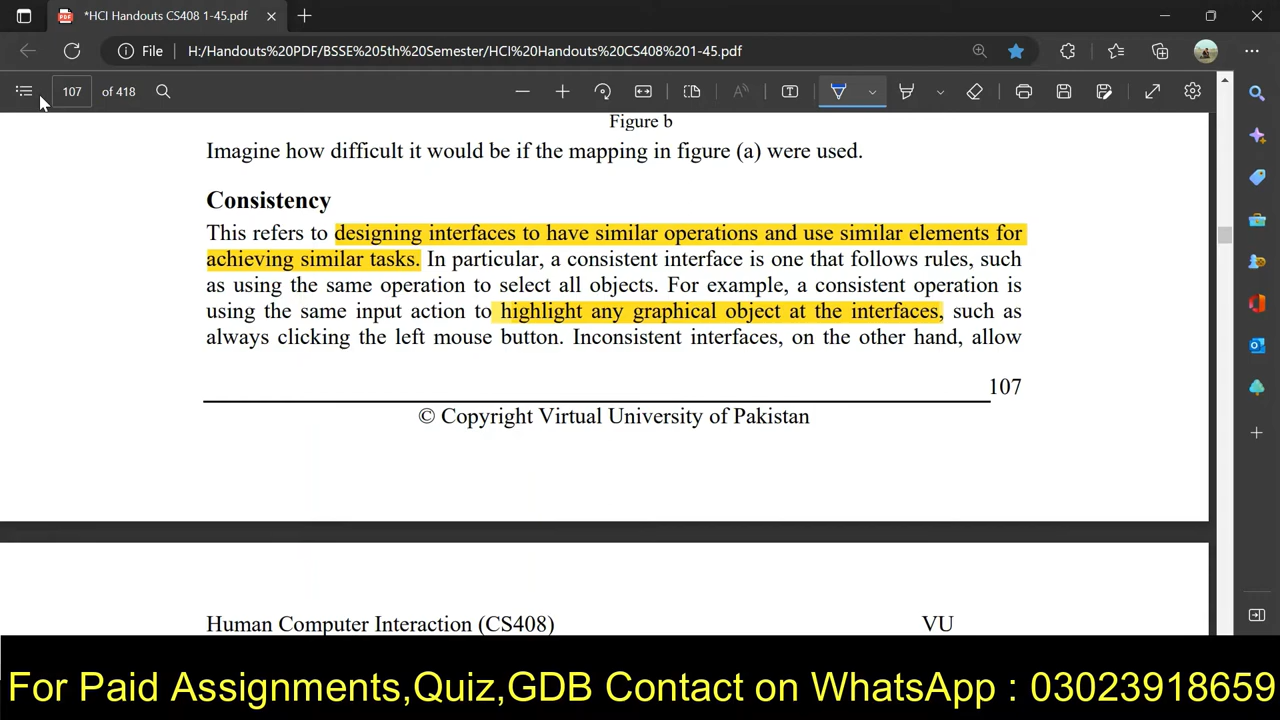 *HCI Handouts CS408 1-45.pdf
File
H:/Handouts%20PDF/BSSE%205th%20Semester/HCI%20Handouts%20CS408%201-45.pdf
107 of 418
Figure b
Imagine how difficult it would be if the mapping in figure (a) were used.
Consistency
This refers to designing interfaces to have similar operations and use similar elements for
achieving similar tasks. In particular, a consistent interface is one that follows rules, such
as using the same operation to select all objects. For example, a consistent operation is
using the same input action to highlight any graphical object at the interfaces, such as
always clicking the left mouse button. Inconsistent interfaces, on the other hand, allow
107
© Copyright Virtual University of Pakistan
Human Computer Interaction (CS408)
VU
For Paid Assignments,Quiz,GDB Contact on WhatsApp : 03023918659